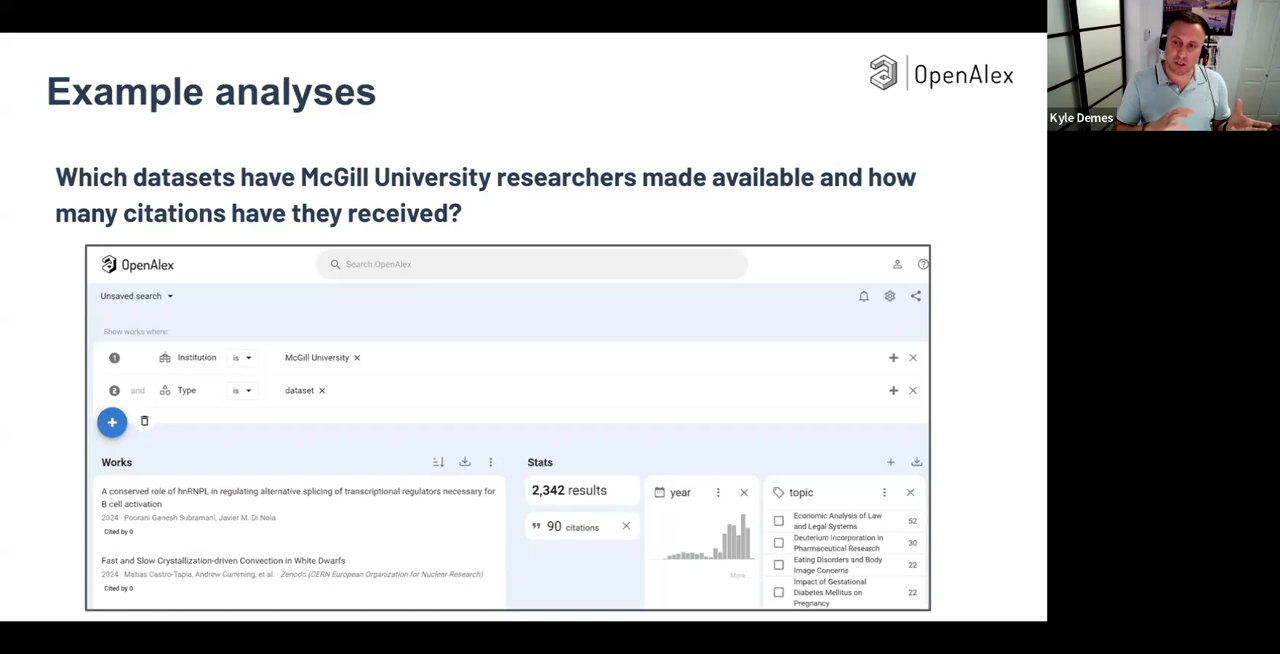 Example analyses
OpenAlex
Kyle Demes
Which datasets have McGill University researchers made available and how
many citations have they received?
OpenAlex
Search OpenAlex
Unsaved search
Show works where:
1 Institution is McGill University ×
2 and Type is dataset ×
+
Works
A conserved role of hnRNPL in regulating alternative splicing of transcriptional regulators necessary for
B cell activation
2024 · Poorani Ganesh Subramani, Javier M. Di Noia
Cited by 0
Fast and Slow Crystallization-driven Convection in White Dwarfs
2024 · Matias Castro-Tapia, Andrew Cumming, et al. · Zenodo (CERN European Organization for Nuclear Research)
Cited by 0
Stats
2,342 results
90 citations
year
More...
topic
Economic Analysis of Law
and Legal Systems 52
Deuterium Incorporation in
Pharmaceutical Research 30
Eating Disorders and Body
Image Concerns 22
Impact of Gestational
Diabetes Mellitus on 22
Pregnancy